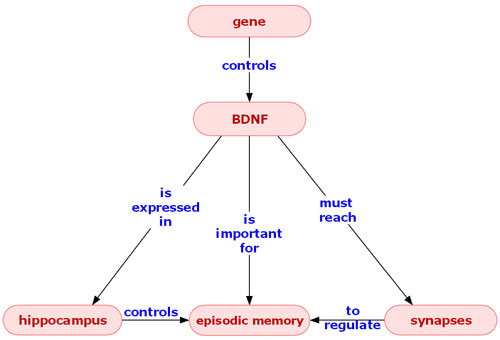 gene
controls
BDNF
is
expressed
in
is
important
for
must
reach
hippocampus
controls
episodic memory
to
regulate
synapses